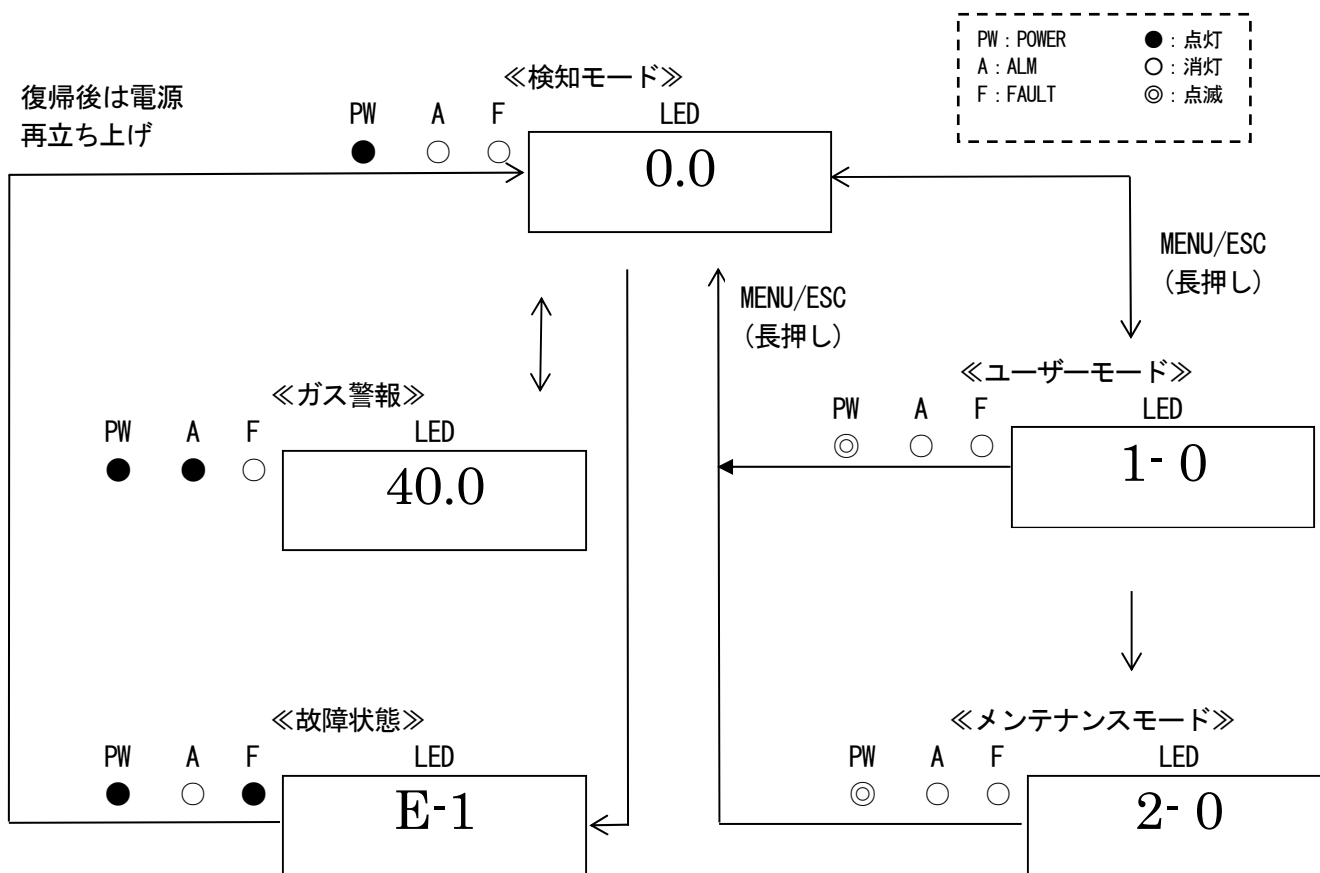 PW：POWER ●：点灯
A：ALM ○：消灯
F：FAULT ◎：点滅
≪検知モード≫
復帰後は電源
再立ち上げ
PW A F LED
● ○ ○
0.0
MENU/ESC
(長押し)
MENU/ESC
(長押し)
≪ガス警報≫
PW A F LED
● ● ○
40.0
≪ユーザーモード≫
PW A F LED
◎ ○ ○
1- 0
≪故障状態≫
PW A F LED
● ○ ●
E-1
≪メンテナンスモード≫
PW A F LED
◎ ○ ○
2- 0